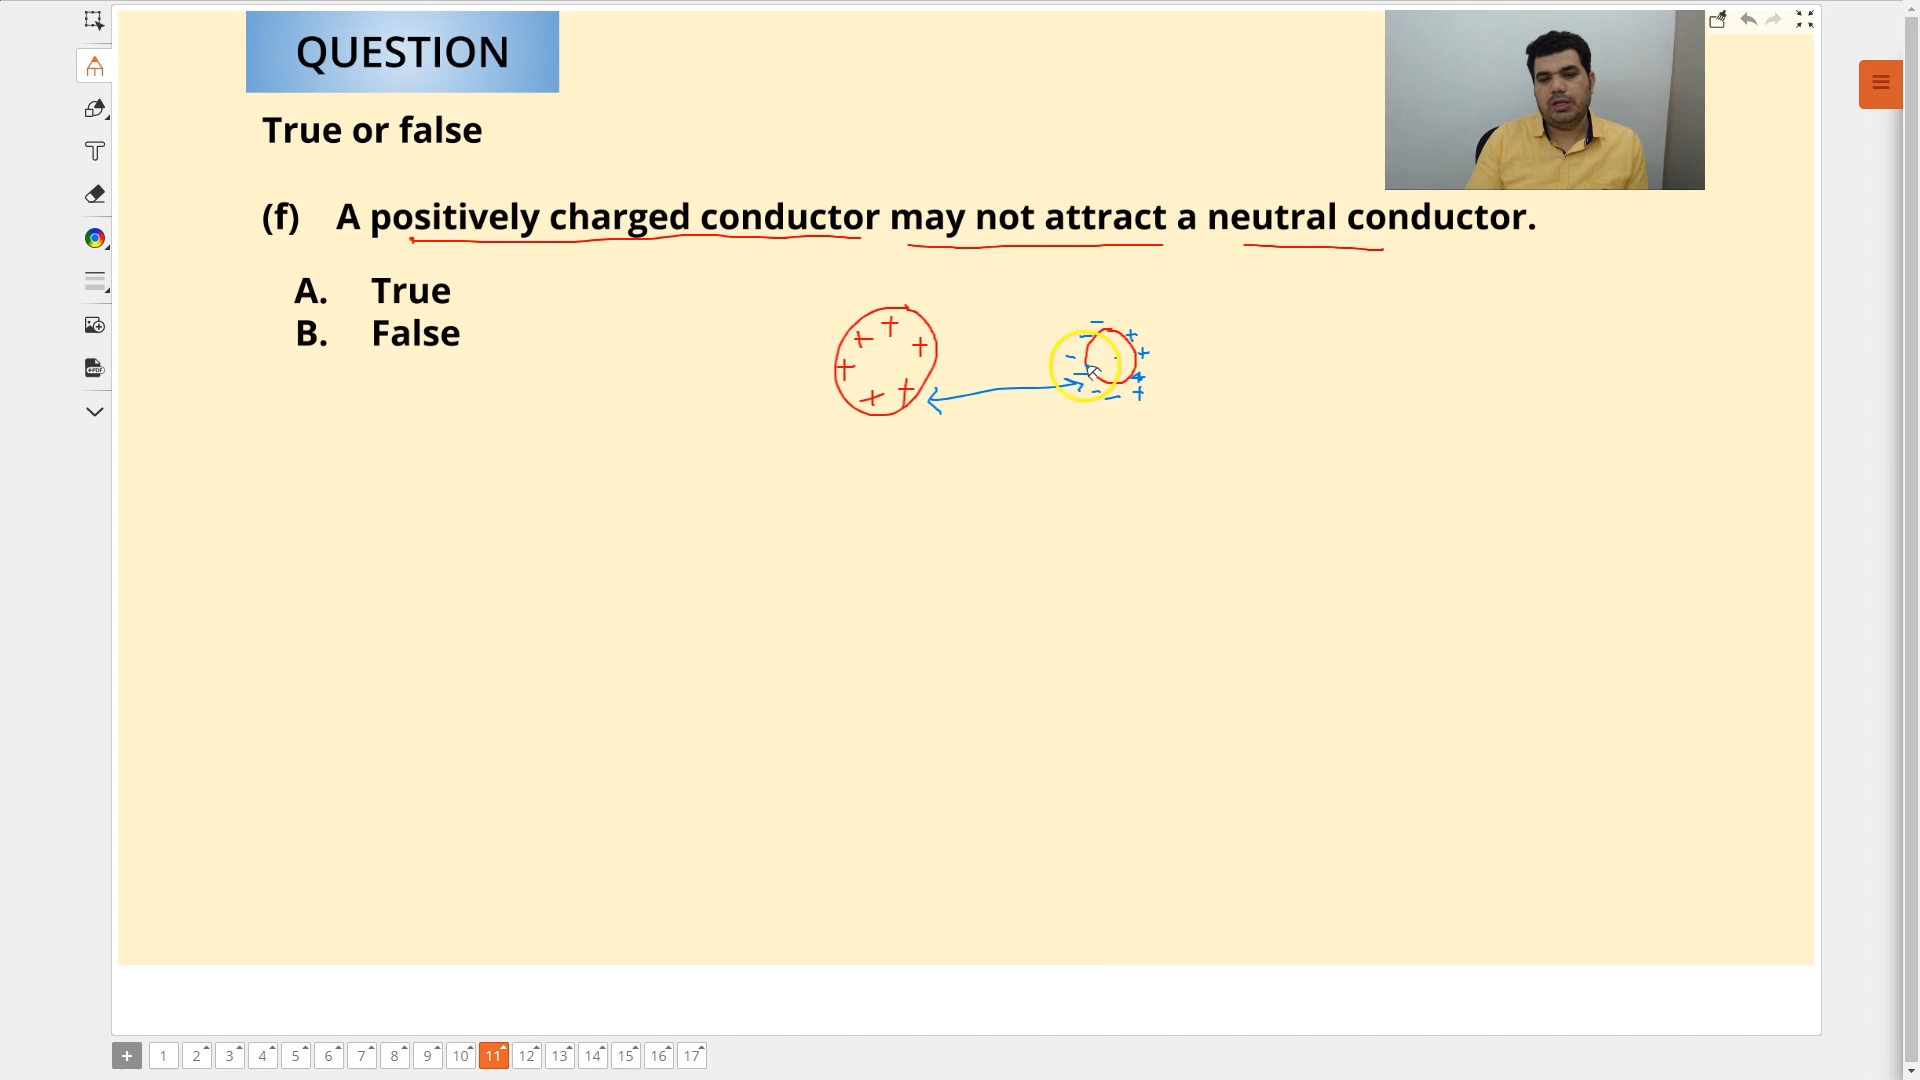 QUESTION
True or false
(f) A positively charged conductor may not attract a neutral conductor.
A. True
B. False
+ + + + + +
- - - - - - + + + +
T
+PDF
+ 1 2 3 4 5 6 7 8 9 10 11 12 13 14 15 16 17